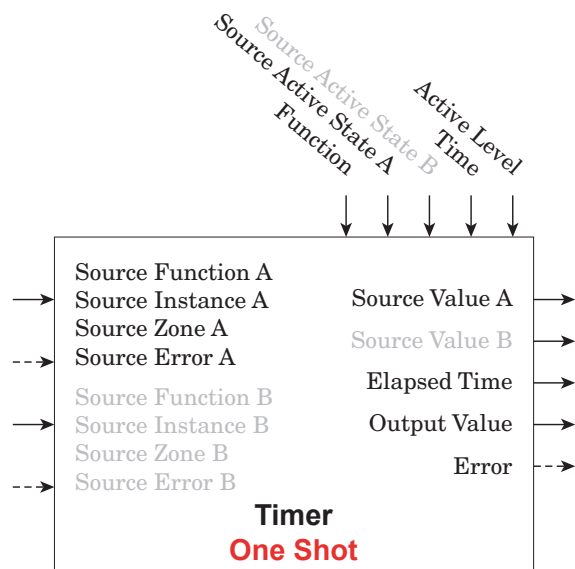 Function
Source Active State A
Source Active State B
Time
Active Level
Source Function A
Source Instance A
Source Zone A
Source Error A
Source Function B
Source Instance B
Source Zone B
Source Error B
Source Value A
Source Value B
Elapsed Time
Output Value
Error
Timer
One Shot